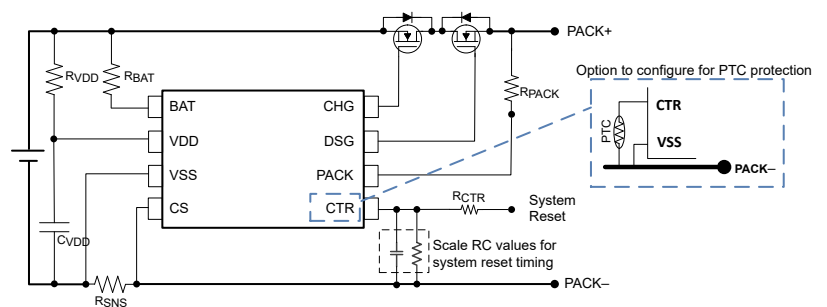 PACK+
Option to configure for PTC protection
RVDD
RBAT
RPACK
BAT
CHG
CTR
PTC
VDD
DSG
VSS
PACK–
VSS
PACK
CS
CTR
RCTR
System
Reset
CVDD
Scale RC values for
system reset timing
RSNS
PACK–